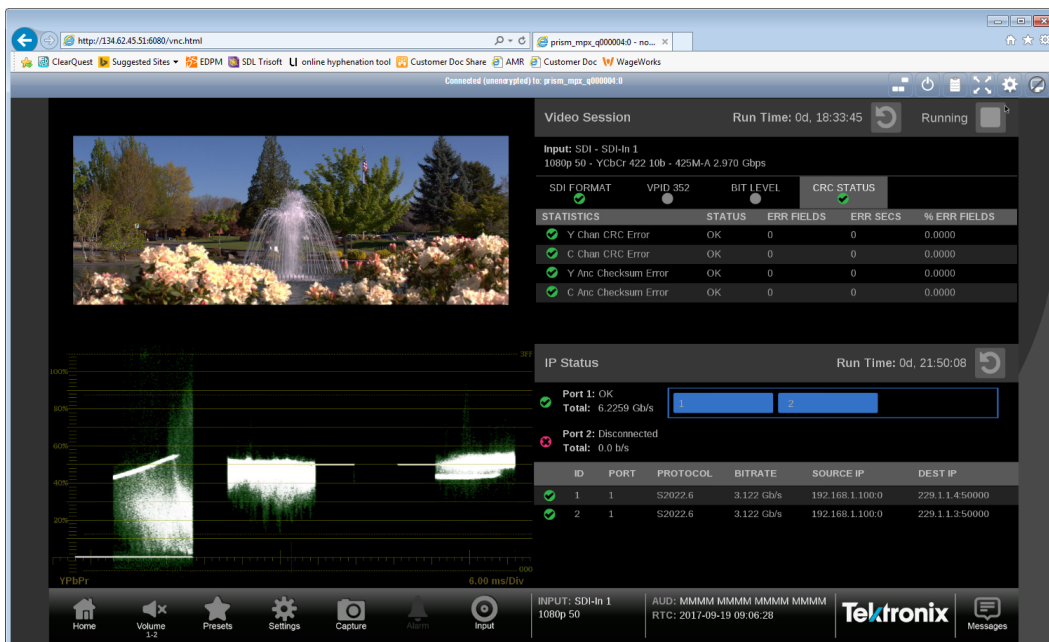 http://134.62.45.51:6080/vnc.html
prism_mpx_q000004:0 - no...
ClearQuest Suggested Sites EDPM SDL Trisoft online hyphenation tool Customer Doc Share AMR Customer Doc WageWorks
Connected (unencrypted) to: prism_mpx_q000004:0
Video Session Run Time: 0d, 18:33:45 Running
Input: SDI - SDI-In 1
1080p 50 - YCbCr 422 10b - 425M-A 2.970 Gbps
SDI FORMAT VPID 352 BIT LEVEL CRC STATUS
STATISTICS STATUS ERR FIELDS ERR SECS % ERR FIELDS
Y Chan CRC Error OK 0 0 0.0000
C Chan CRC Error OK 0 0 0.0000
Y Anc Checksum Error OK 0 0 0.0000
C Anc Checksum Error OK 0 0 0.0000
3FF
100%
80%
60%
40%
20%
000
YPbPr 6.00 ms/Div
IP Status Run Time: 0d, 21:50:08
Port 1: OK
Total: 6.2259 Gb/s 1 2
Port 2: Disconnected
Total: 0.0 b/s
ID PORT PROTOCOL BITRATE SOURCE IP DEST IP
1 1 S2022.6 3.122 Gb/s 192.168.1.100:0 229.1.1.4:50000
2 1 S2022.6 3.122 Gb/s 192.168.1.100:0 229.1.1.3:50000
Home Volume Presets Settings Capture Alarm Input
1-2
INPUT: SDI-In 1
1080p 50
AUD: MMMM MMMM MMMM MMMM
RTC: 2017-09-19 09:06:28
Tektronix
Messages